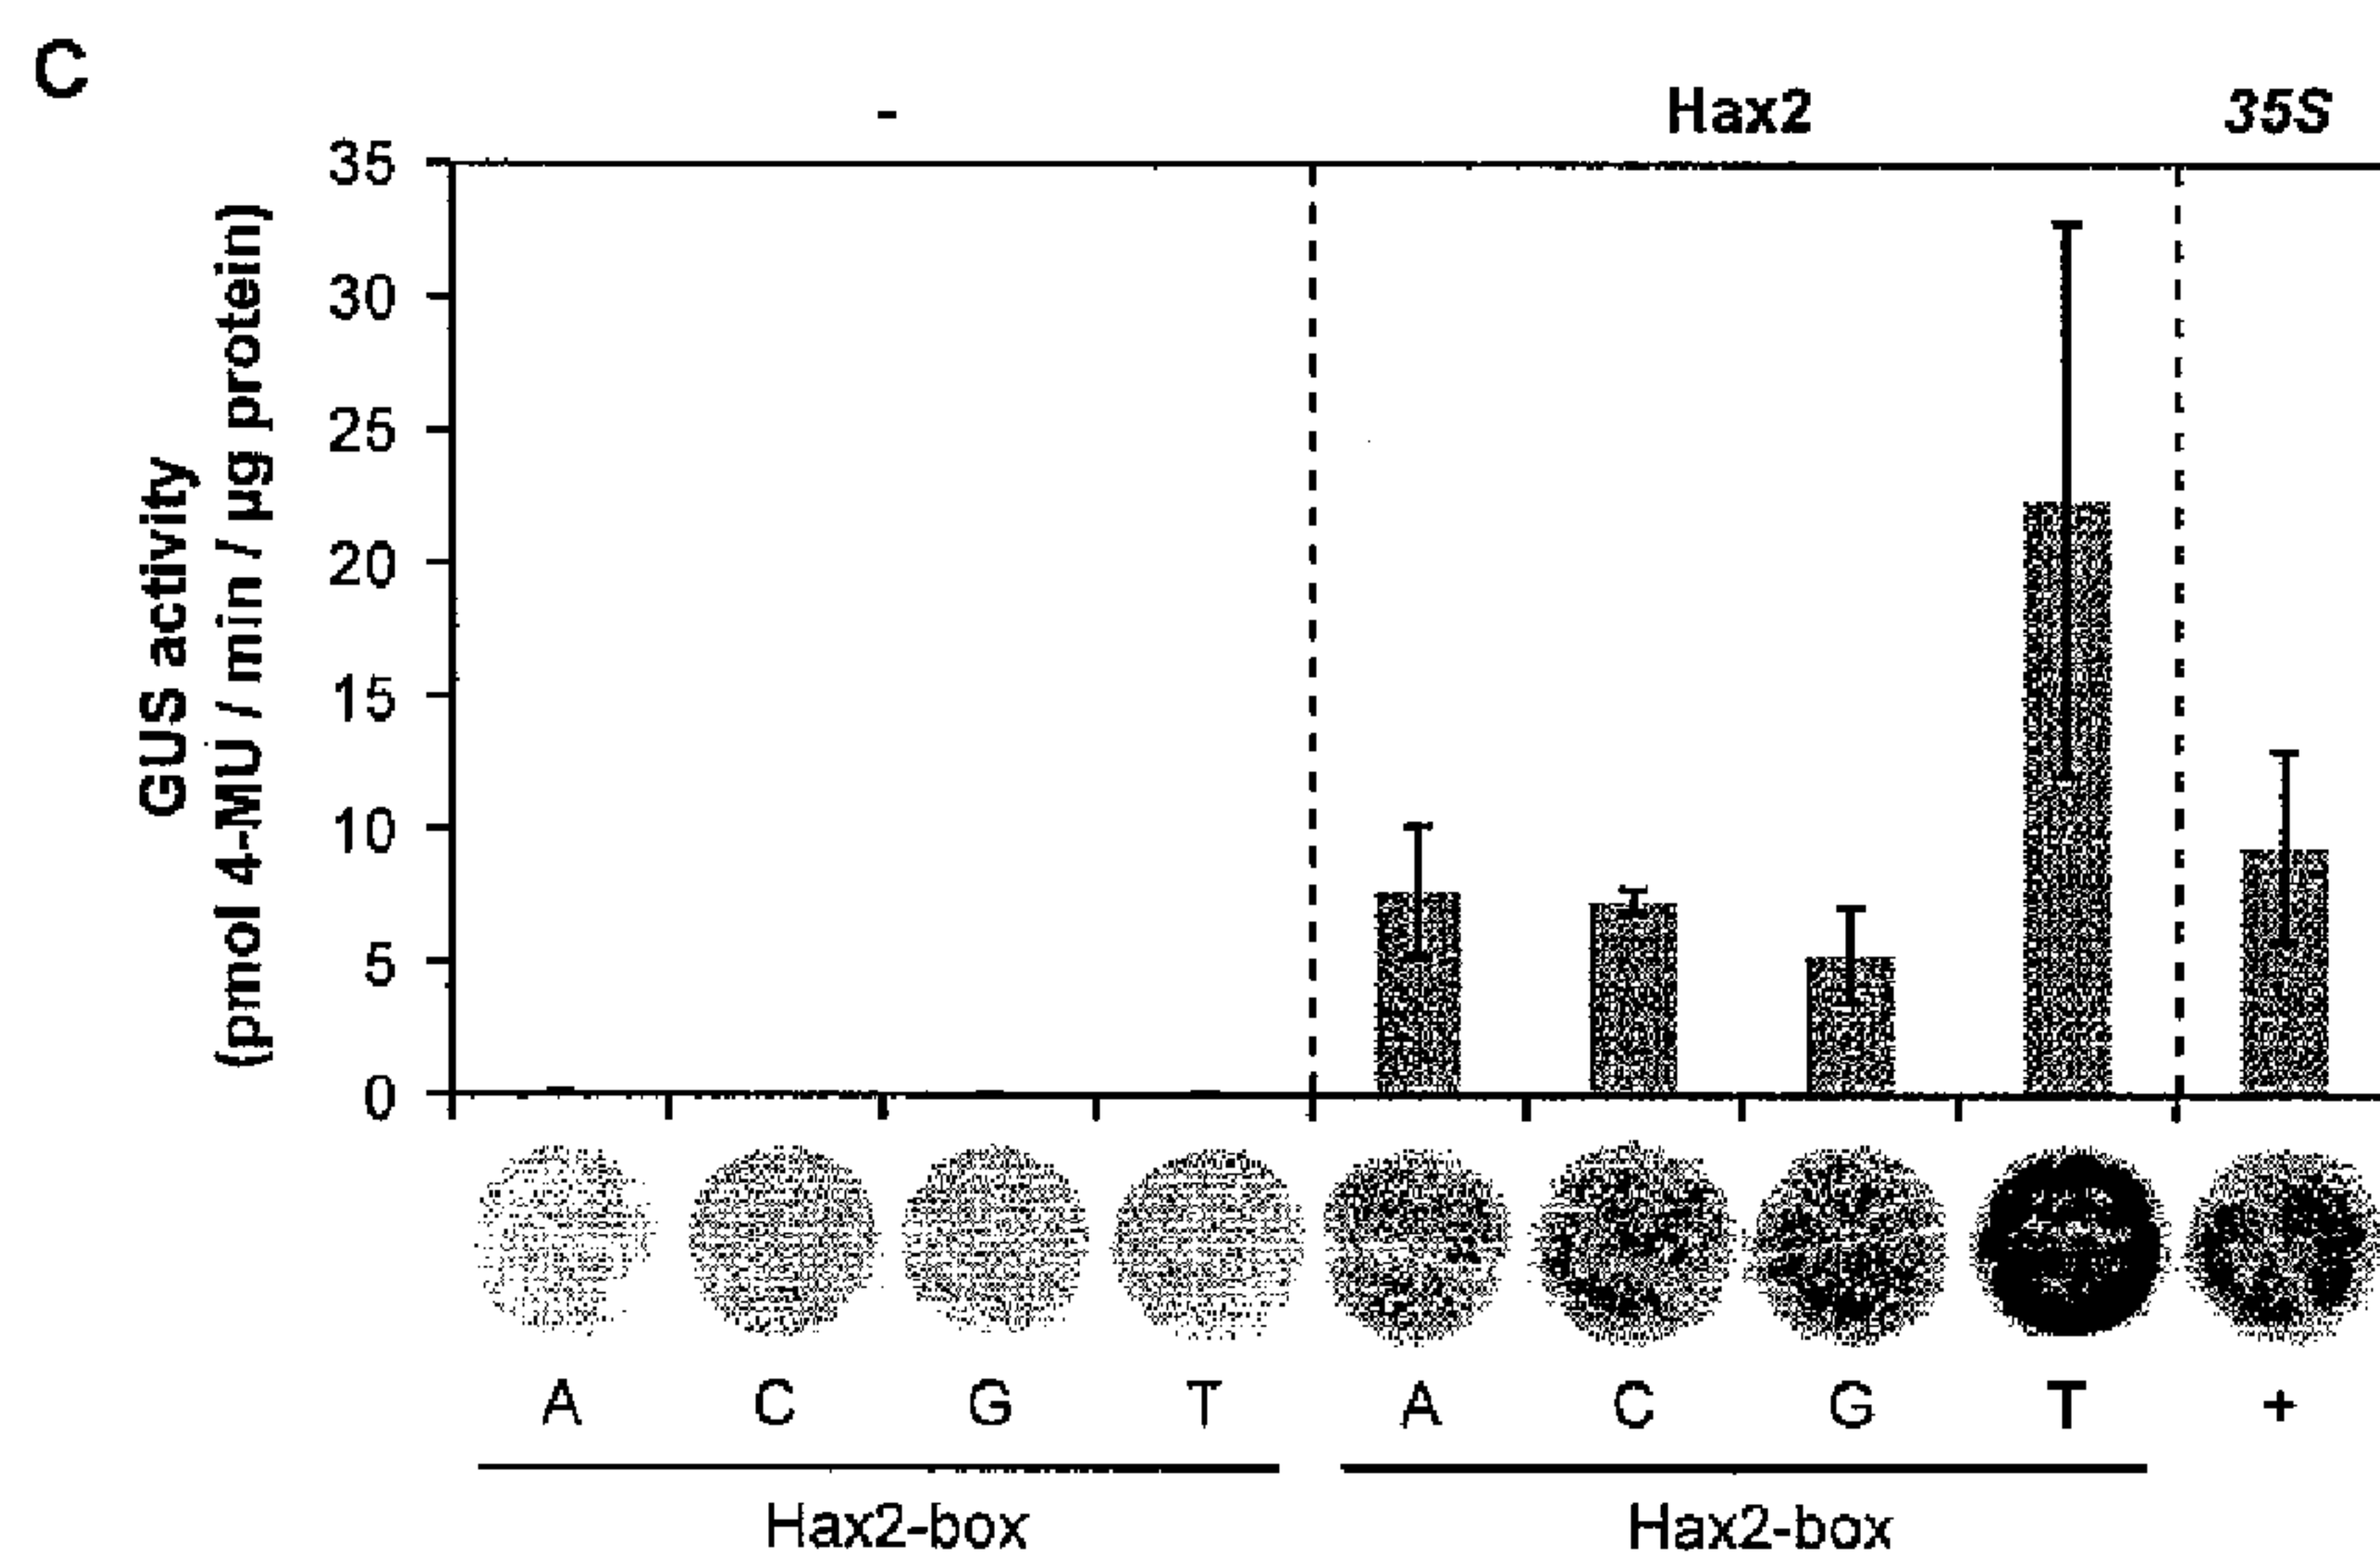 C
- Hax2 35S
GUS activity
(pmol 4-MU / min / µg protein)
35
30
25
20
15
10
5
0
A C G T A C G T +
Hax2-box Hax2-box